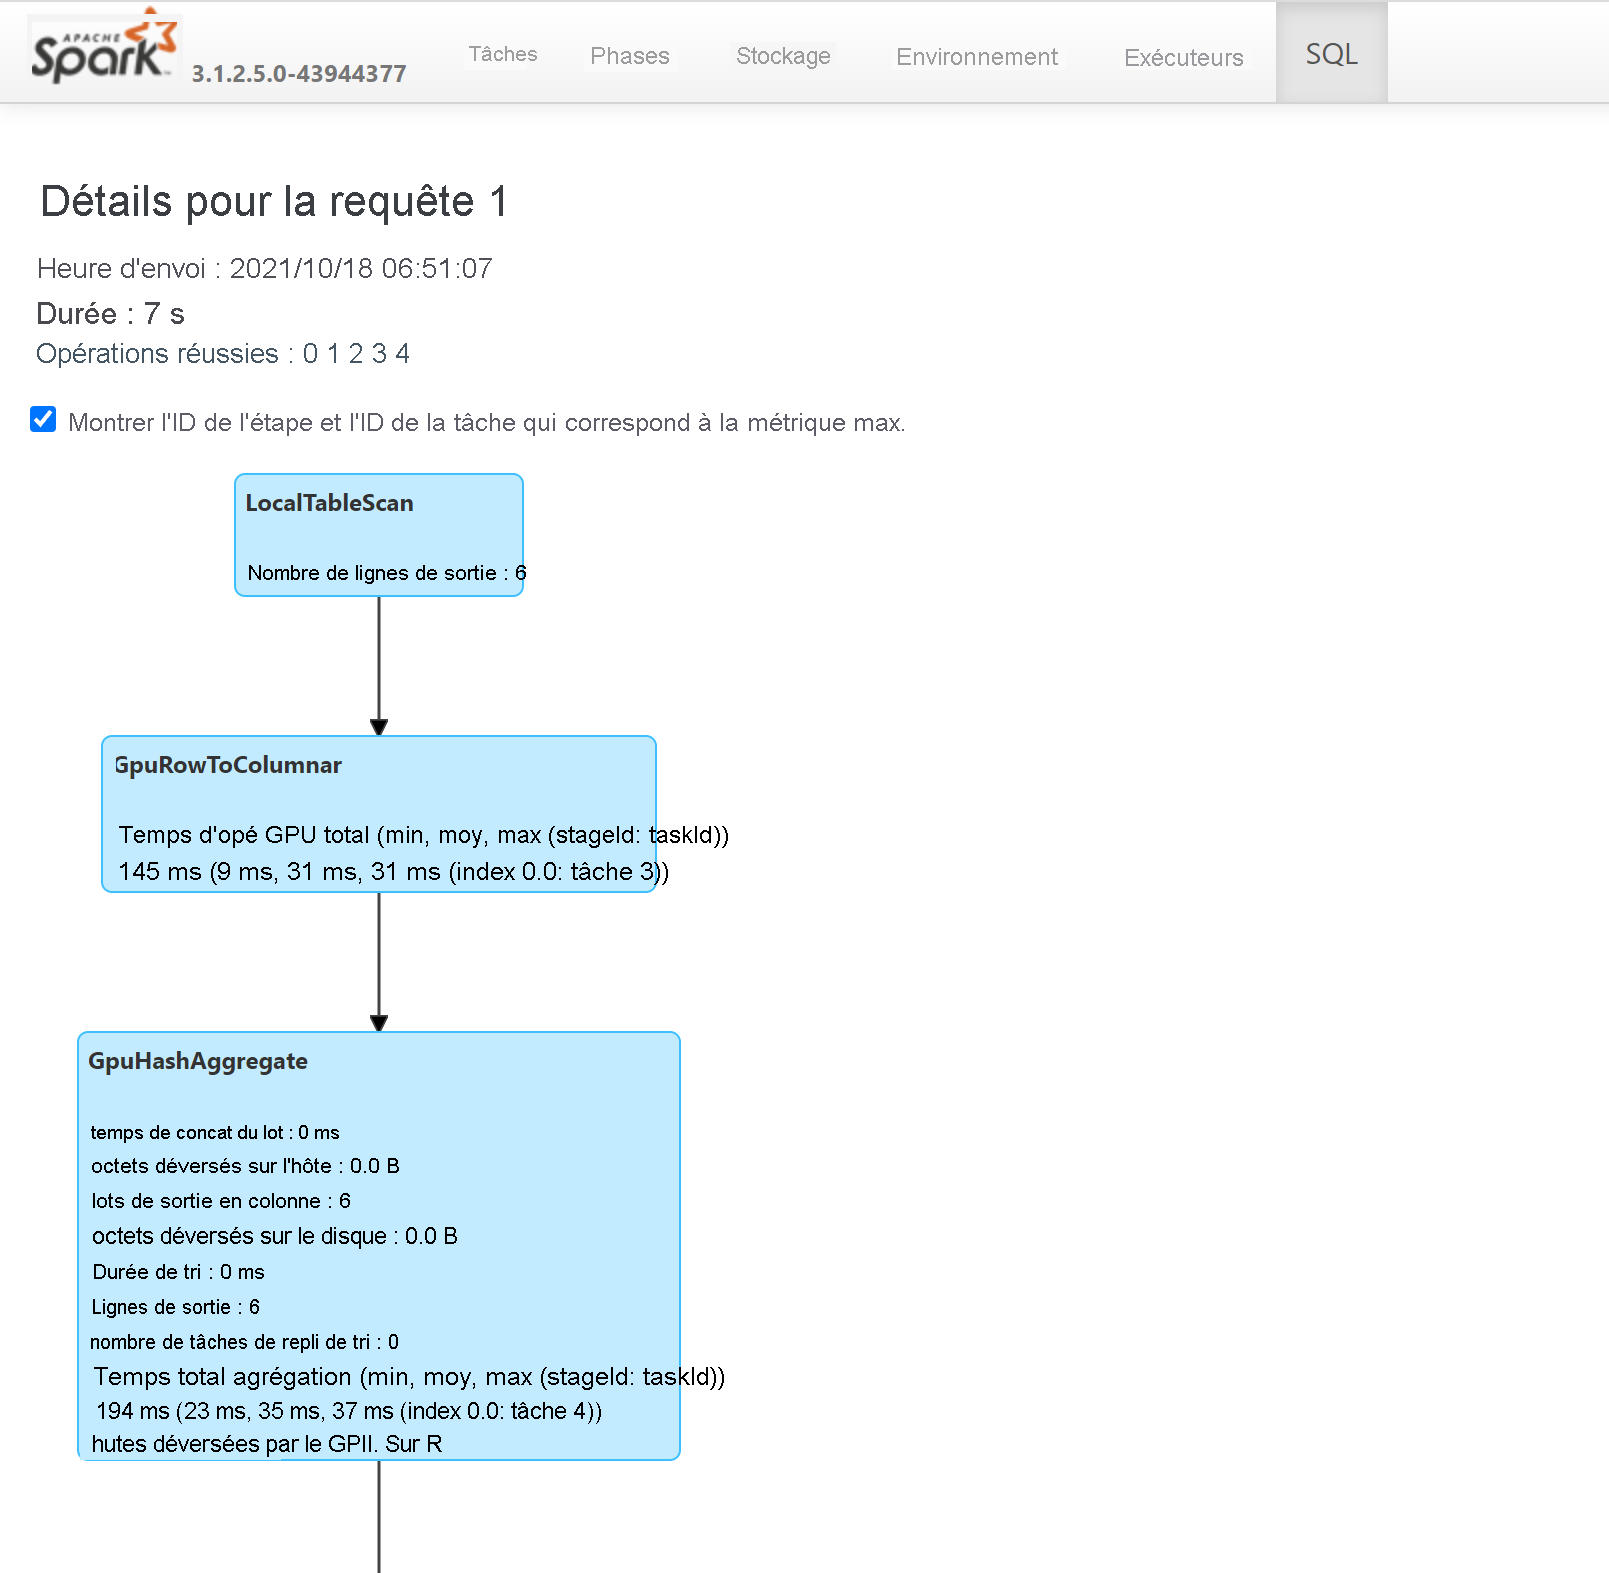 APACHE
Spark™ 3.1.2.5.0-43944377
Tâches Phases Stockage Environnement Exécuteurs SQL
Détails pour la requête 1
Heure d'envoi : 2021/10/18 06:51:07
Durée : 7 s
Opérations réussies : 0 1 2 3 4
Montrer l'ID de l'étape et l'ID de la tâche qui correspond à la métrique max.
LocalTableScan
Nombre de lignes de sortie : 6
GpuRowToColumnar
Temps d'opé GPU total (min, moy, max (stageId: taskId))
145 ms (9 ms, 31 ms, 31 ms (index 0.0: tâche 3))
GpuHashAggregate
temps de concat du lot : 0 ms
octets déversés sur l'hôte : 0.0 B
lots de sortie en colonne : 6
octets déversés sur le disque : 0.0 B
Durée de tri : 0 ms
Lignes de sortie : 6
nombre de tâches de repli de tri : 0
Temps total agrégation (min, moy, max (stageId: taskId))
194 ms (23 ms, 35 ms, 37 ms (index 0.0: tâche 4))
hutes déversées par le GPII. Sur R